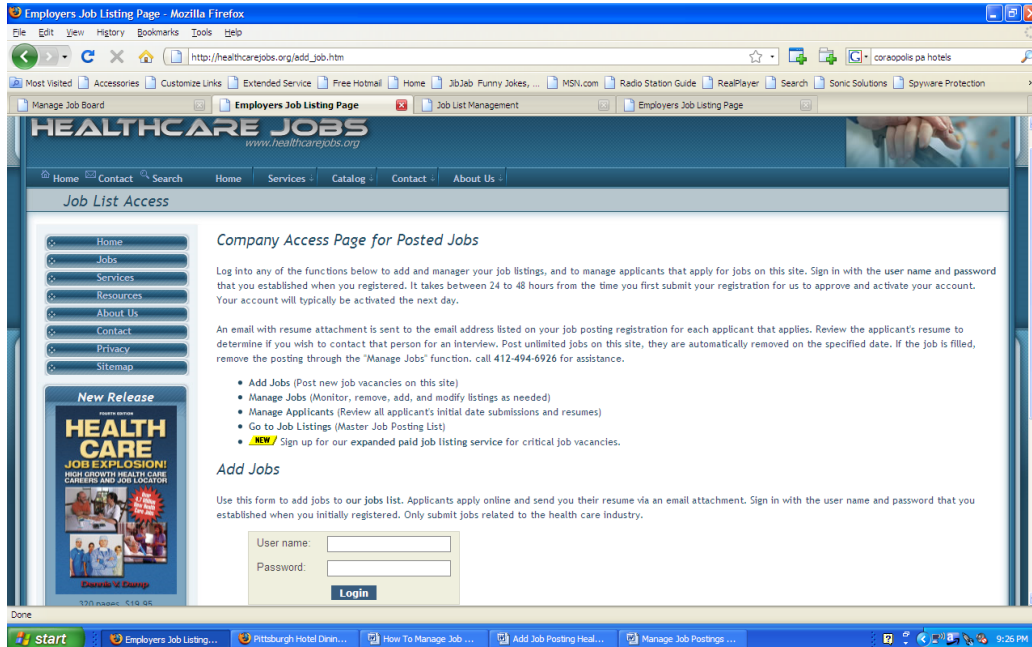 Employers Job Listing Page - Mozilla Firefox
File Edit View History Bookmarks Tools Help
http://healthcarejobs.org/add_job.htm
coraopolis pa hotels
Most Visited Accessories Customize Links Extended Service Free Hotmail Home JibJab Funny Jokes, ... MSN.com Radio Station Guide RealPlayer Search Sonic Solutions Spyware Protection
Manage Job Board Employers Job Listing Page Job List Management Employers Job Listing Page
HEALTHCARE JOBS
www.healthcarejobs.org
Home Contact Search Home Services Catalog Contact About Us
Job List Access
Home
Jobs
Services
Resources
About Us
Contact
Privacy
Sitemap
New Release
FOURTH EDITION
HEALTH
CARE
JOB EXPLOSION!
HIGH GROWTH HEALTH CARE
CAREERS AND JOB LOCATOR
Dennis V. Damp
320 pages $19.95
Company Access Page for Posted Jobs
Log into any of the functions below to add and manager your job listings, and to manage applicants that apply for jobs on this site. Sign in with the user name and password
that you established when you registered. It takes between 24 to 48 hours from the time you first submit your registration for us to approve and activate your account.
Your account will typically be activated the next day.
An email with resume attachment is sent to the email address listed on your job posting registration for each applicant that applies. Review the applicant's resume to
determine if you wish to contact that person for an interview. Post unlimited jobs on this site, they are automatically removed on the specified date. If the job is filled,
remove the posting through the "Manage Jobs" function. call 412-494-6926 for assistance.
Add Jobs (Post new job vacancies on this site)
Manage Jobs (Monitor, remove, add, and modify listings as needed)
Manage Applicants (Review all applicant's initial date submissions and resumes)
Go to Job Listings (Master Job Posting List)
NEW Sign up for our expanded paid job listing service for critical job vacancies.
Add Jobs
Use this form to add jobs to our jobs list. Applicants apply online and send you their resume via an email attachment. Sign in with the user name and password that you
established when you initially registered. Only submit jobs related to the health care industry.
User name:
Password:
Login
Done
start Employers Job Listing... Pittsburgh Hotel Dinin... How To Manage Job ... Add Job Posting Heal... Manage Job Postings ... 9:26 PM